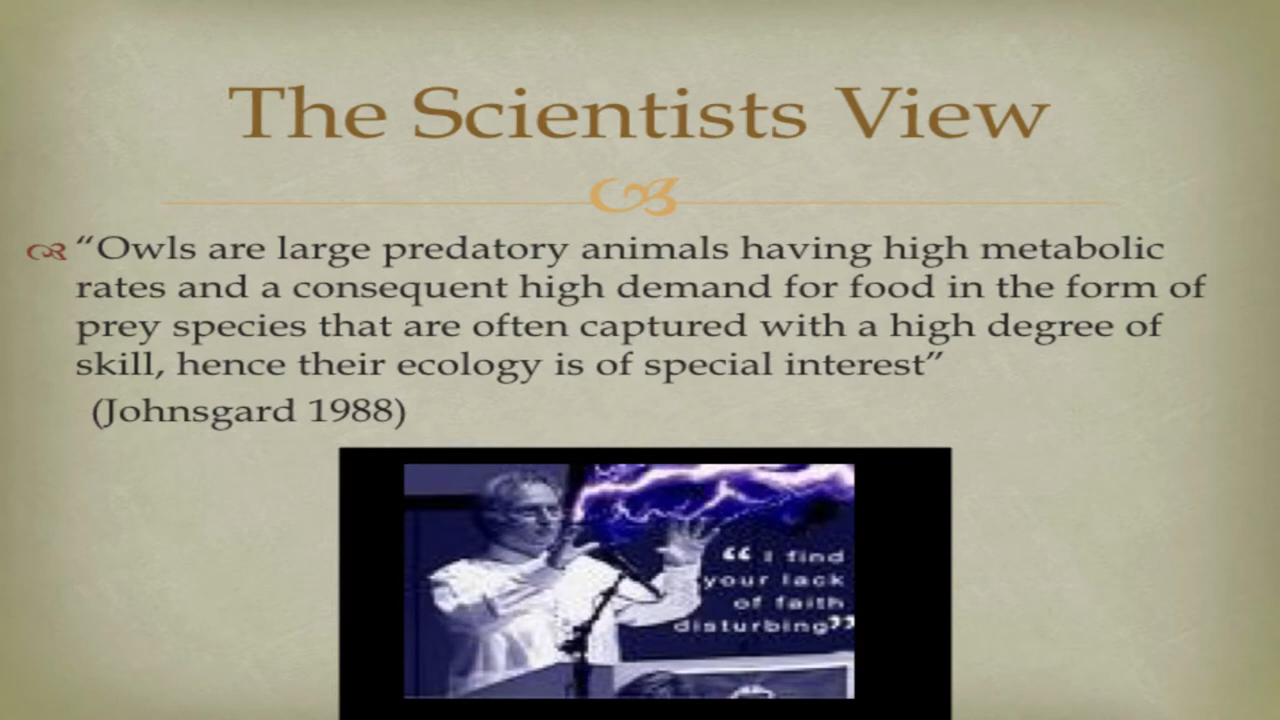 The Scientists View
“Owls are large predatory animals having high metabolic
rates and a consequent high demand for food in the form of
prey species that are often captured with a high degree of
skill, hence their ecology is of special interest”
(Johnsgard 1988)
“ I find
your lack
of faith
disturbing”